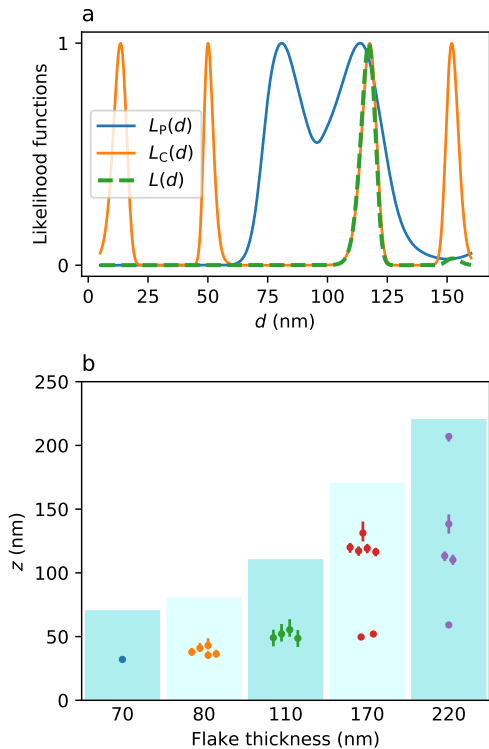 a
1
0
Likelihood functions
L_P(d)
L_C(d)
L(d)
0 25 50 75 100 125 150
d (nm)
b
250
200
150
100
50
0
z (nm)
70 80 110 170 220
Flake thickness (nm)